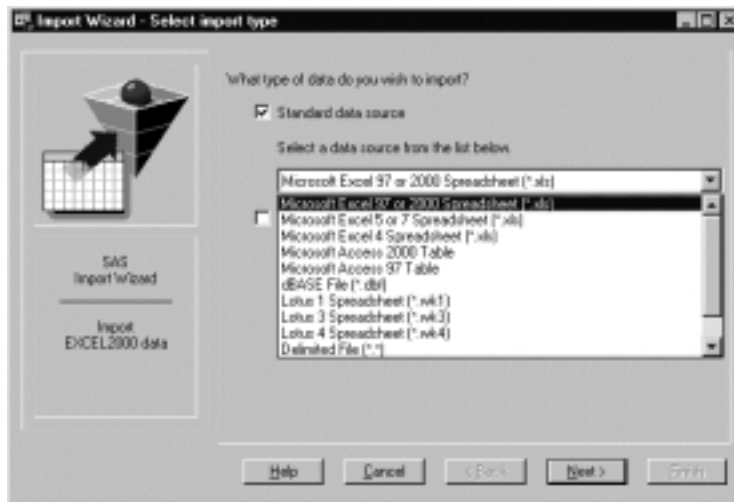 Import Wizard - Select import type
What type of data do you wish to import?
Standard data source
Select a data source from the list below.
Microsoft Excel 97 or 2000 Spreadsheet (*.xls)
Microsoft Excel 97 or 2000 Spreadsheet (*.xls)
Microsoft Excel 5 or 7 Spreadsheet (*.xls)
Microsoft Excel 4 Spreadsheet (*.xls)
Microsoft Access 2000 Table
Microsoft Access 97 Table
dBASE File (*.dbf)
Lotus 1 Spreadsheet (*.wk1)
Lotus 3 Spreadsheet (*.wk3)
Lotus 4 Spreadsheet (*.wk4)
Delimited File (*.*)
SAS
Import Wizard
Import
EXCEL2000 data
Help
Cancel
< Back
Next >
Finish